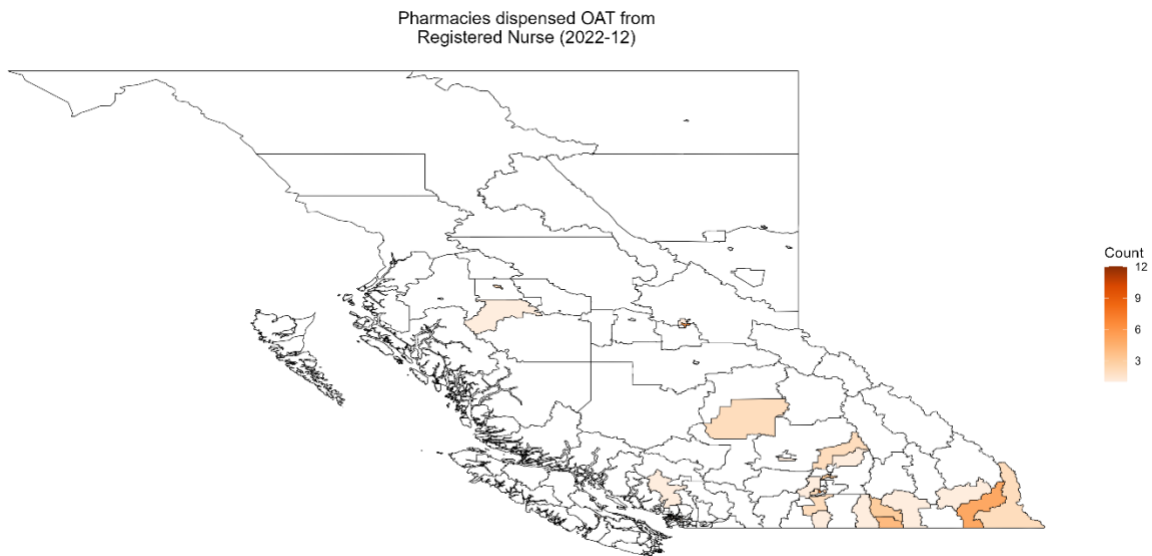 Pharmacies dispensed OAT from
Registered Nurse (2022-12)
Count
12
9
6
3